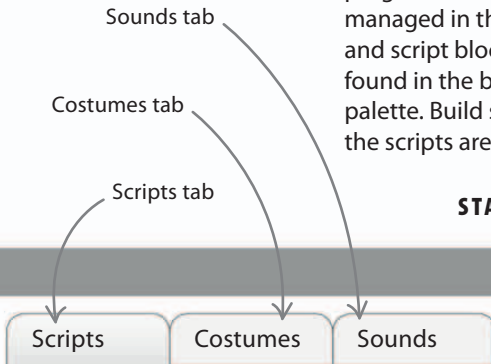 Sounds tab
Costumes tab
Scripts tab
managed in th
and script bloc
found in the b
palette. Build s
the scripts are
STA
Scripts
Costumes
Sounds